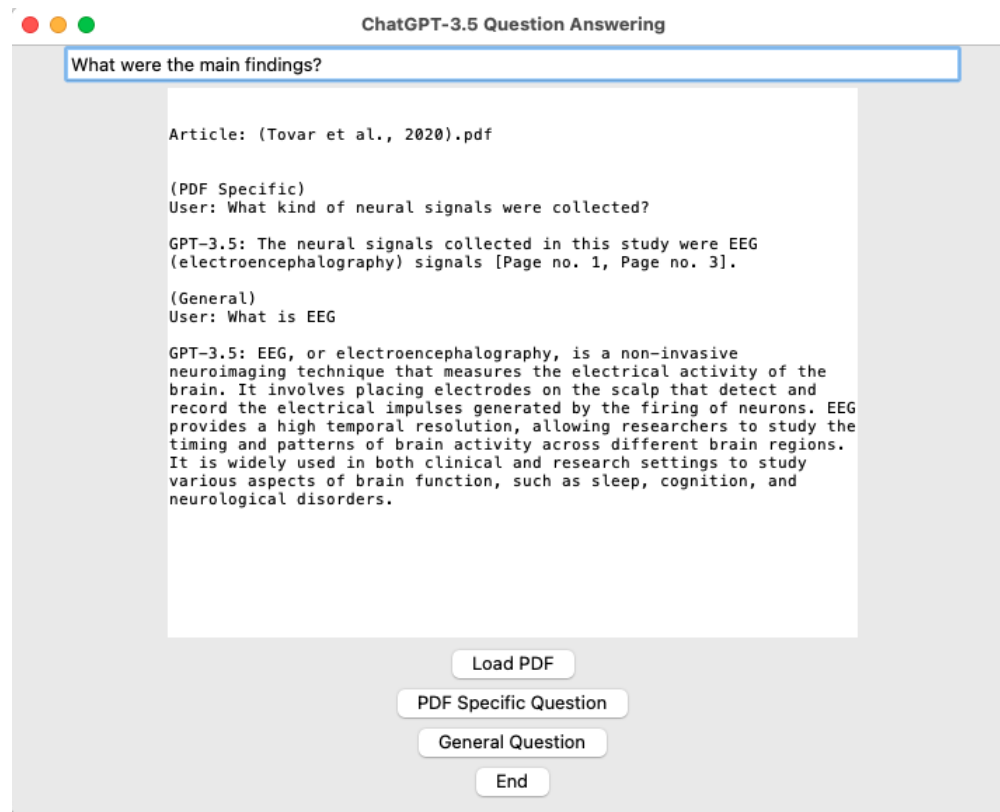 ChatGPT-3.5 Question Answering
What were the main findings?
Article: (Tovar et al., 2020).pdf
(PDF Specific)
User: What kind of neural signals were collected?
GPT-3.5: The neural signals collected in this study were EEG
(electroencephalography) signals [Page no. 1, Page no. 3].
(General)
User: What is EEG
GPT-3.5: EEG, or electroencephalography, is a non-invasive
neuroimaging technique that measures the electrical activity of the
brain. It involves placing electrodes on the scalp that detect and
record the electrical impulses generated by the firing of neurons. EEG
provides a high temporal resolution, allowing researchers to study the
timing and patterns of brain activity across different brain regions.
It is widely used in both clinical and research settings to study
various aspects of brain function, such as sleep, cognition, and
neurological disorders.
Load PDF
PDF Specific Question
General Question
End